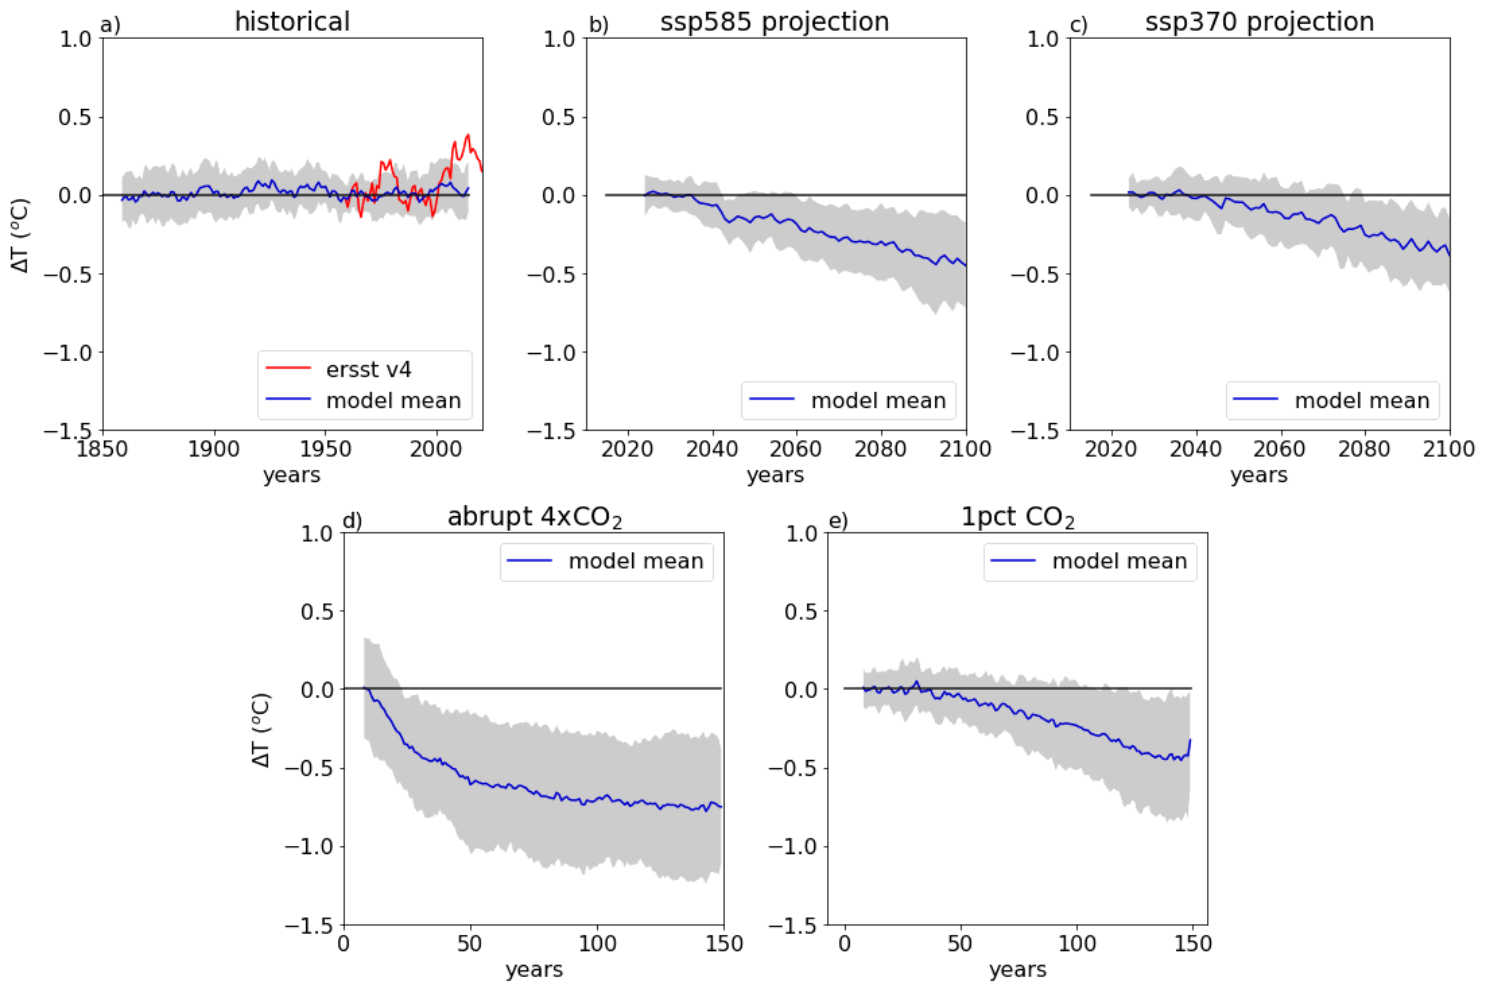 a) historical
1.0
0.5
0.0
−0.5
−1.0
−1.5
ΔT (°C)
ersst v4
model mean
1850 1900 1950 2000
years
b) ssp585 projection
1.0
0.5
0.0
−0.5
−1.0
−1.5
model mean
2020 2040 2060 2080 2100
years
c) ssp370 projection
1.0
0.5
0.0
−0.5
−1.0
−1.5
model mean
2020 2040 2060 2080 2100
years
d) abrupt 4xCO₂
model mean
1.0
0.5
0.0
−0.5
−1.0
−1.5
ΔT (°C)
0 50 100 150
years
e) 1pct CO₂
model mean
1.0
0.5
0.0
−0.5
−1.0
−1.5
0 50 100 150
years